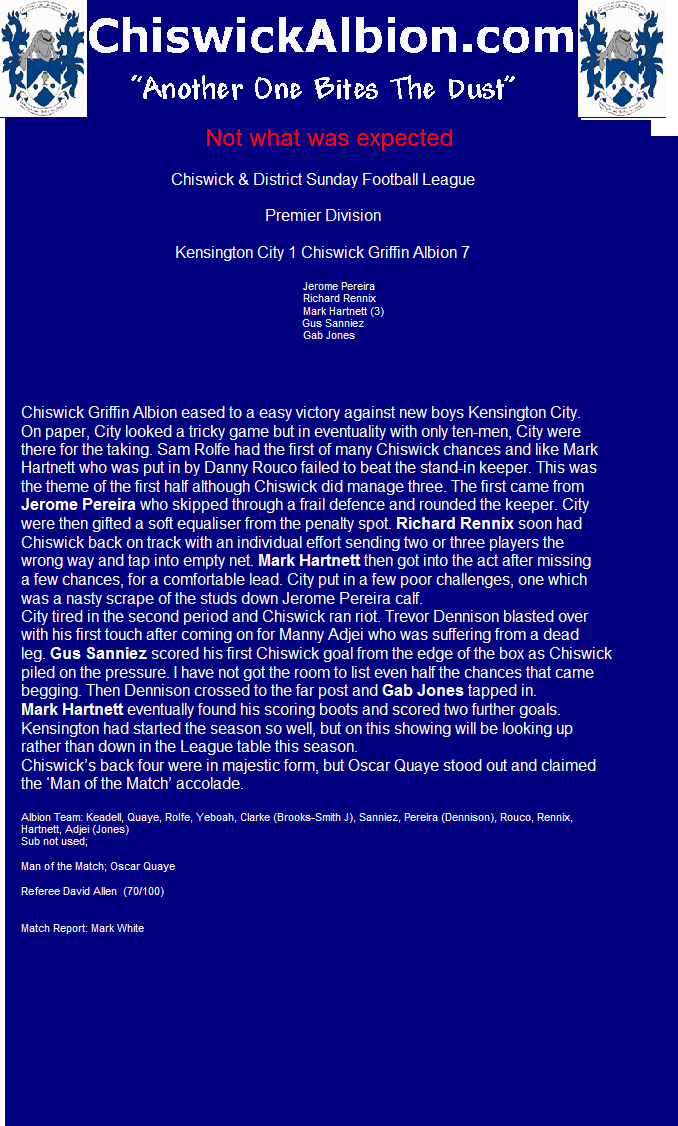 ChiswickAlbion.com
“Another One Bites The Dust”
Not what was expected
Chiswick & District Sunday Football League
Premier Division
Kensington City 1 Chiswick Griffin Albion 7
Jerome Pereira
Richard Rennix
Mark Hartnett (3)
Gus Sanniez
Gab Jones
Chiswick Griffin Albion eased to a easy victory against new boys Kensington City.
On paper, City looked a tricky game but in eventuality with only ten-men, City were
there for the taking. Sam Rolfe had the first of many Chiswick chances and like Mark
Hartnett who was put in by Danny Rouco failed to beat the stand-in keeper. This was
the theme of the first half although Chiswick did manage three. The first came from
Jerome Pereira who skipped through a frail defence and rounded the keeper. City
were then gifted a soft equaliser from the penalty spot. Richard Rennix soon had
Chiswick back on track with an individual effort sending two or three players the
wrong way and tap into empty net. Mark Hartnett then got into the act after missing
a few chances, for a comfortable lead. City put in a few poor challenges, one which
was a nasty scrape of the studs down Jerome Pereira calf.
City tired in the second period and Chiswick ran riot. Trevor Dennison blasted over
with his first touch after coming on for Manny Adjei who was suffering from a dead
leg. Gus Sanniez scored his first Chiswick goal from the edge of the box as Chiswick
piled on the pressure. I have not got the room to list even half the chances that came
begging. Then Dennison crossed to the far post and Gab Jones tapped in.
Mark Hartnett eventually found his scoring boots and scored two further goals.
Kensington had started the season so well, but on this showing will be looking up
rather than down in the League table this season.
Chiswick’s back four were in majestic form, but Oscar Quaye stood out and claimed
the ‘Man of the Match’ accolade.
Albion Team: Keadell, Quaye, Rolfe, Yeboah, Clarke (Brooks-Smith J), Sanniez, Pereira (Dennison), Rouco, Rennix,
Hartnett, Adjei (Jones)
Sub not used;
Man of the Match; Oscar Quaye
Referee David Allen (70/100)
Match Report: Mark White